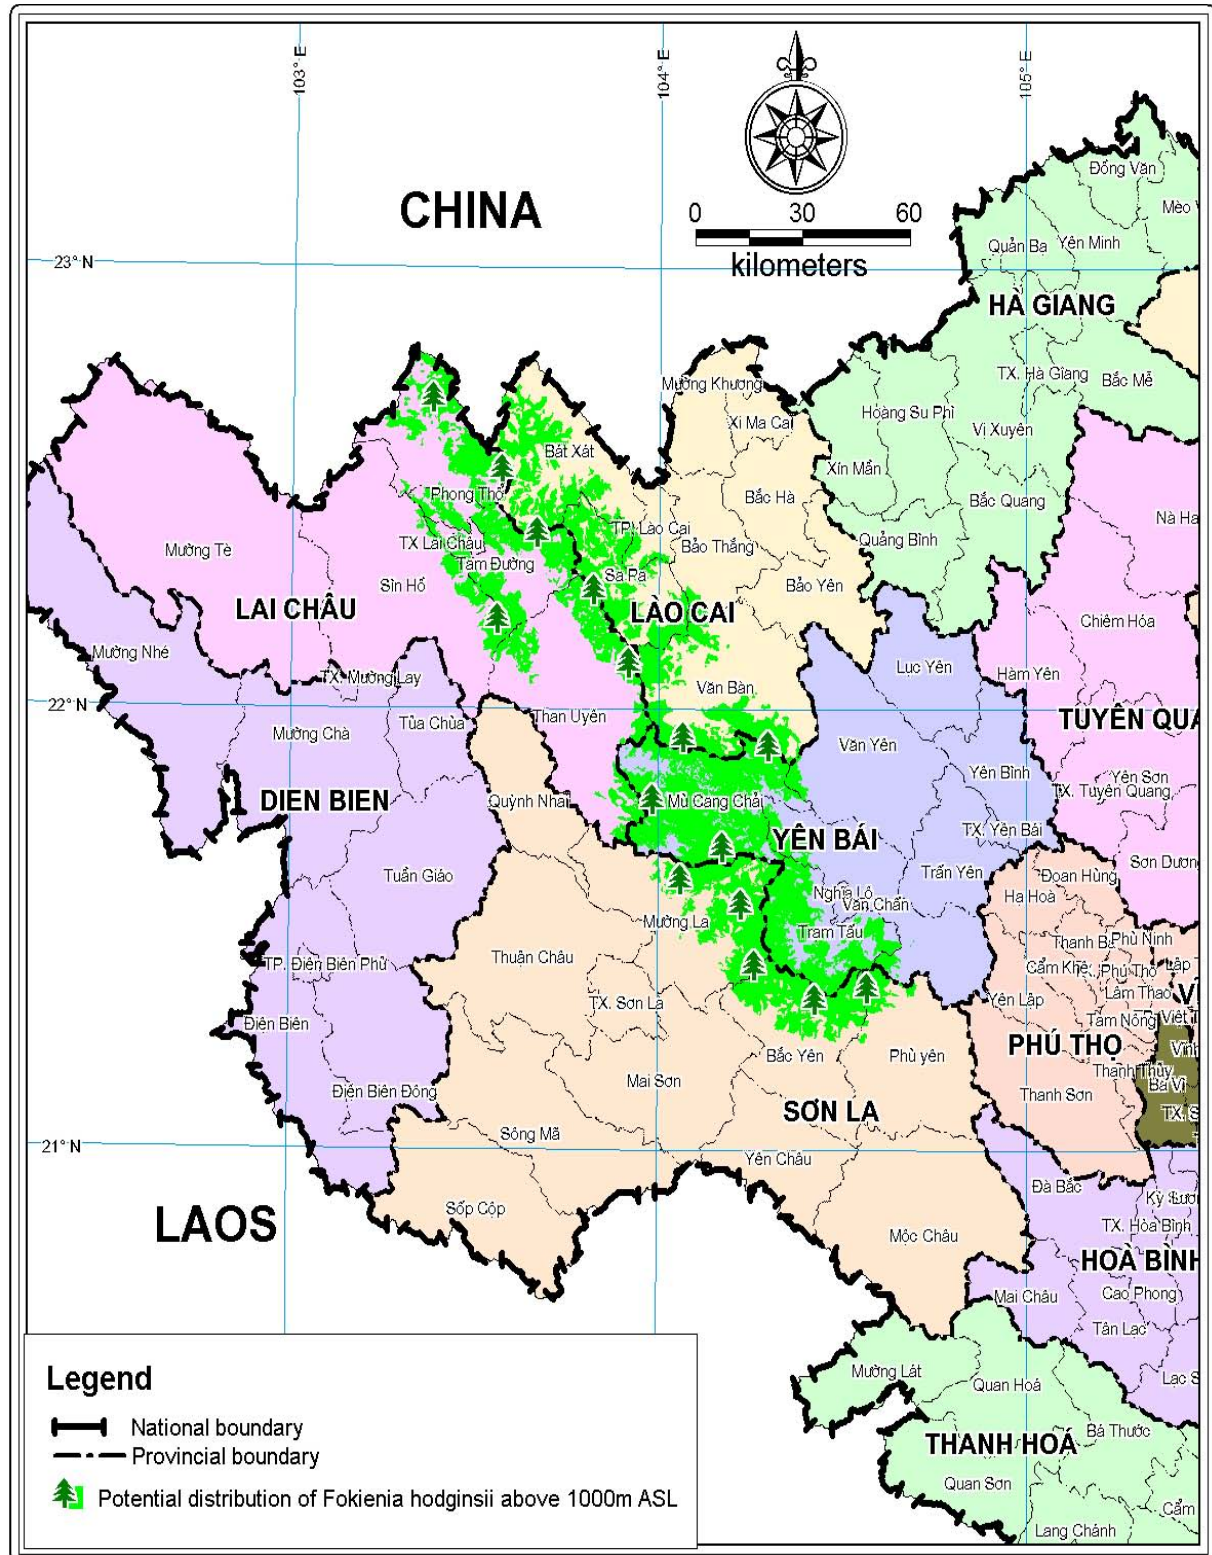 103° E
104° E
105° E
CHINA
0 30 60
kilometers
Đồng Văn
Mèo V
Quản Bạ
Yên Minh
23° N
HÀ GIANG
TX. Hà Giang
Bắc Mê
Mường Khương
Xi Ma Cai
Hoàng Su Phì
Vị Xuyên
Bát Xát
Xín Mần
Phong Thổ
Bắc Hà
Bắc Quang
Nà Ha
TP. Lào Cai
Mường Tè
TX Lai Châu
Bảo Thắng
Quảng Bình
Tam Đường
Sìn Hồ
Sa Pa
Bảo Yên
LAI CHÂU
LÀO CAI
Chiêm Hóa
Mường Nhé
Lục Yên
Hàm Yên
TX. Mường Lay
Văn Bàn
22° N
Than Uyên
Tủa Chùa
TUYÊN QUA
Mường Chà
Văn Yên
Yên Bình
Yên Sơn
TX. Tuyên Quang
DIEN BIEN
Quỳnh Nhai
Mù Cang Chải
TX. Yên Bái
YÊN BÁI
Sơn Dươn
Tuần Giáo
Trấn Yên
Đoan Hùng
Hạ Hoà
Nghĩa Lộ
Văn Chấn
Mường La
Trạm Tấu
Thanh Ba
Phù Ninh
Thuận Châu
TP. Điện Biên Phủ
Cẩm Khê
Phú Thọ
Lập T
TX. Sơn La
Yên Lập
Lâm Thao
VĨ
Điện Biên
Tam Nông
Việt T
PHÚ THỌ
Vĩnh
Bắc Yên
Phù yên
Thanh Thủy
Ba Vì
Mai Sơn
Điện Biên Đông
Thanh Sơn
SƠN LA
TX. S
Sông Mã
21° N
Yên Châu
Đà Bắc
Kỳ Sơn
LAOS
Sốp Cộp
TX. Hòa Bình
Mộc Châu
HOÀ BÌNH
Mai Châu
Cao Phong
Tân Lạc
Mường Lát
Quan Hoá
Lạc S
Legend
National boundary
Provincial boundary
Potential distribution of Fokienia hodginsii above 1000m ASL
Bá Thước
THANH HOÁ
Quan Sơn
Cẩm
Lang Chánh